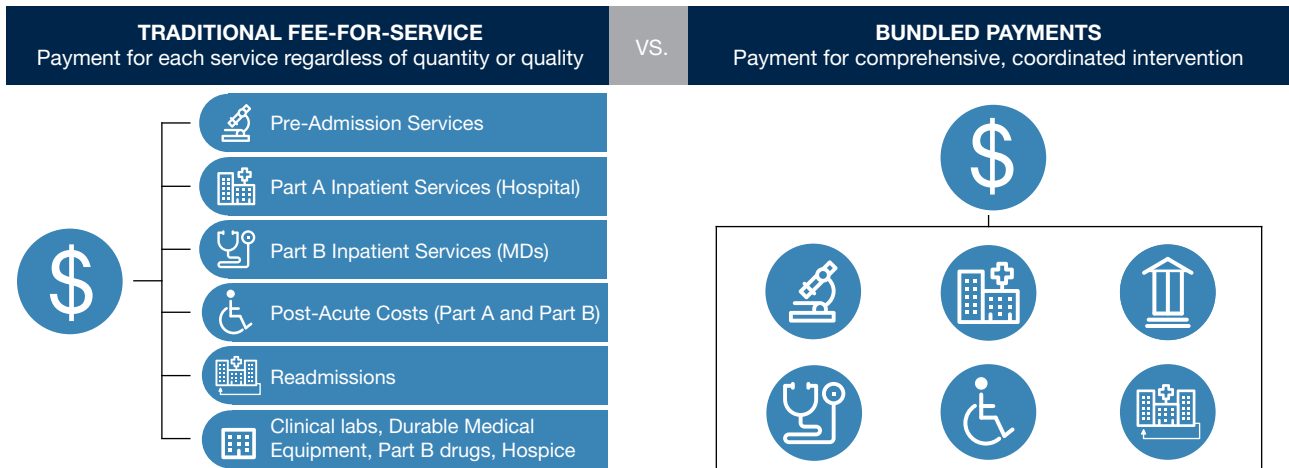 TRADITIONAL FEE-FOR-SERVICE
Payment for each service regardless of quantity or quality
VS.
BUNDLED PAYMENTS
Payment for comprehensive, coordinated intervention
$
Pre-Admission Services
Part A Inpatient Services (Hospital)
Part B Inpatient Services (MDs)
Post-Acute Costs (Part A and Part B)
Readmissions
Clinical labs, Durable Medical
Equipment, Part B drugs, Hospice
$